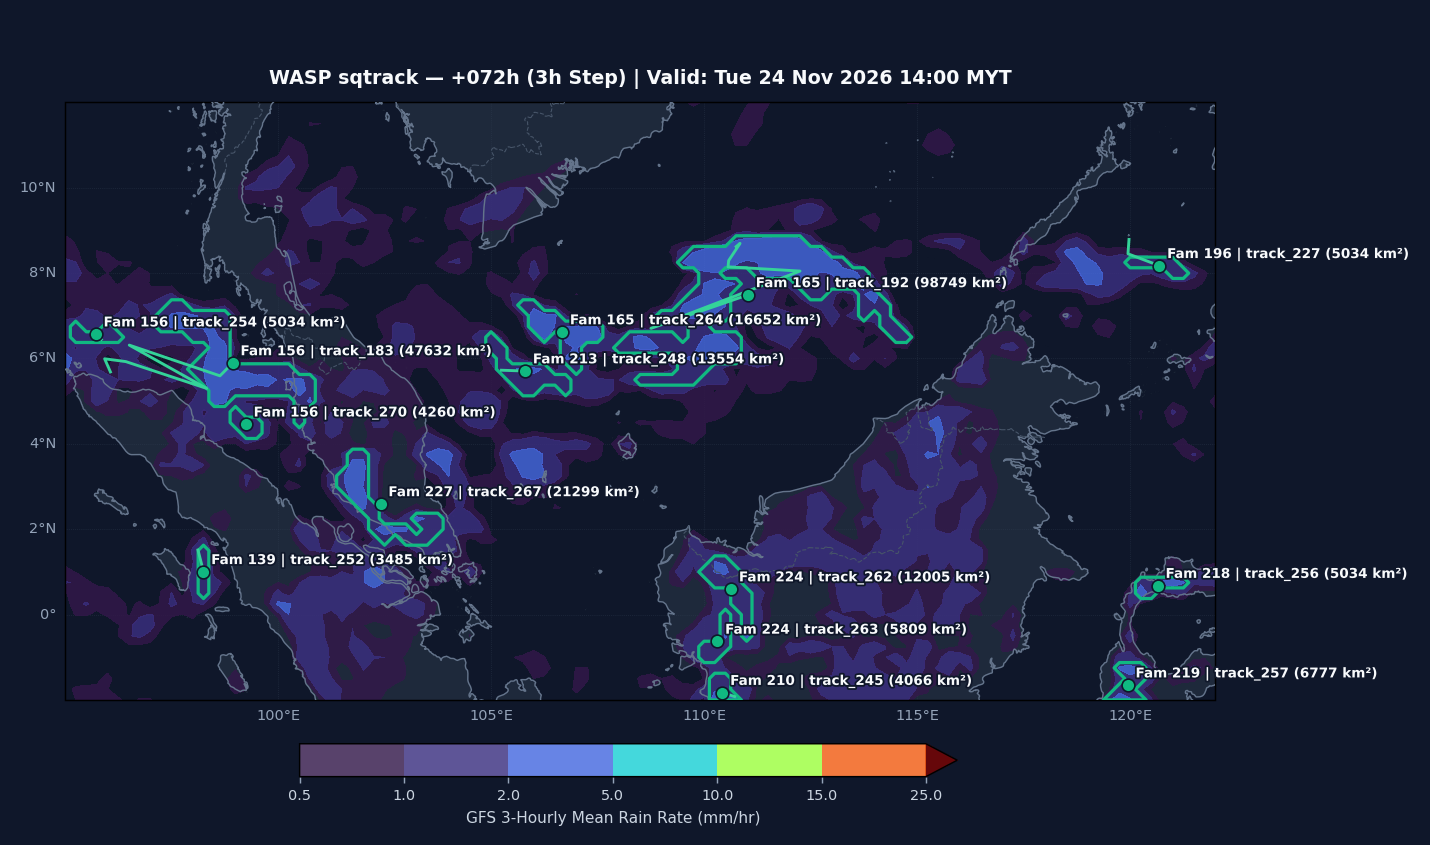 WASP sqtrack — +072h (3h Step) | Valid: Tue 24 Nov 2026 14:00 MYT
10°N
8°N
6°N
4°N
2°N
0°
Fam 196 | track_227 (5034 km²)
Fam 165 | track_192 (98749 km²)
Fam 156 | track_254 (5034 km²)
Fam 165 | track_264 (16652 km²)
Fam 156 | track_183 (47632 km²)
Fam 213 | track_248 (13554 km²)
Fam 156 | track_270 (4260 km²)
Fam 227 | track_267 (21299 km²)
Fam 139 | track_252 (3485 km²)
Fam 218 | track_256 (5034 km²)
Fam 224 | track_262 (12005 km²)
Fam 224 | track_263 (5809 km²)
Fam 219 | track_257 (6777 km²)
Fam 210 | track_245 (4066 km²)
100°E 105°E 110°E 115°E 120°E
0.5 1.0 2.0 5.0 10.0 15.0 25.0
GFS 3-Hourly Mean Rain Rate (mm/hr)